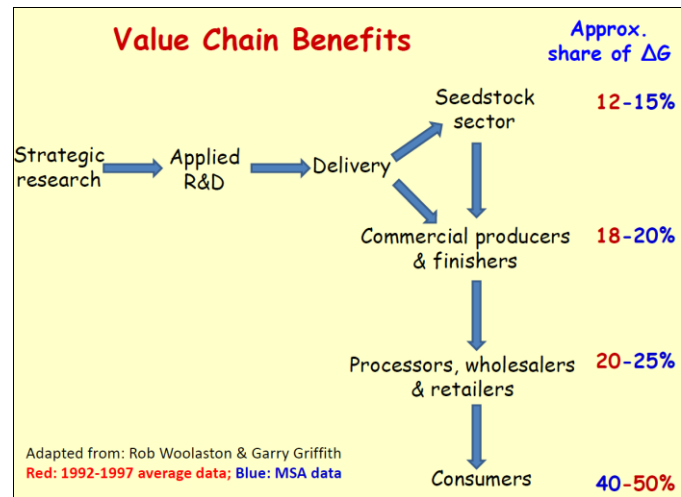 Value Chain Benefits
Approx.
share of ΔG
Seedstock
sector
12-15%
Strategic
research
Applied
R&D
Delivery
Commercial producers
& finishers
18-20%
Processors, wholesalers
& retailers
20-25%
Adapted from: Rob Woolaston & Garry Griffith
Red: 1992-1997 average data; Blue: MSA data
Consumers
40-50%